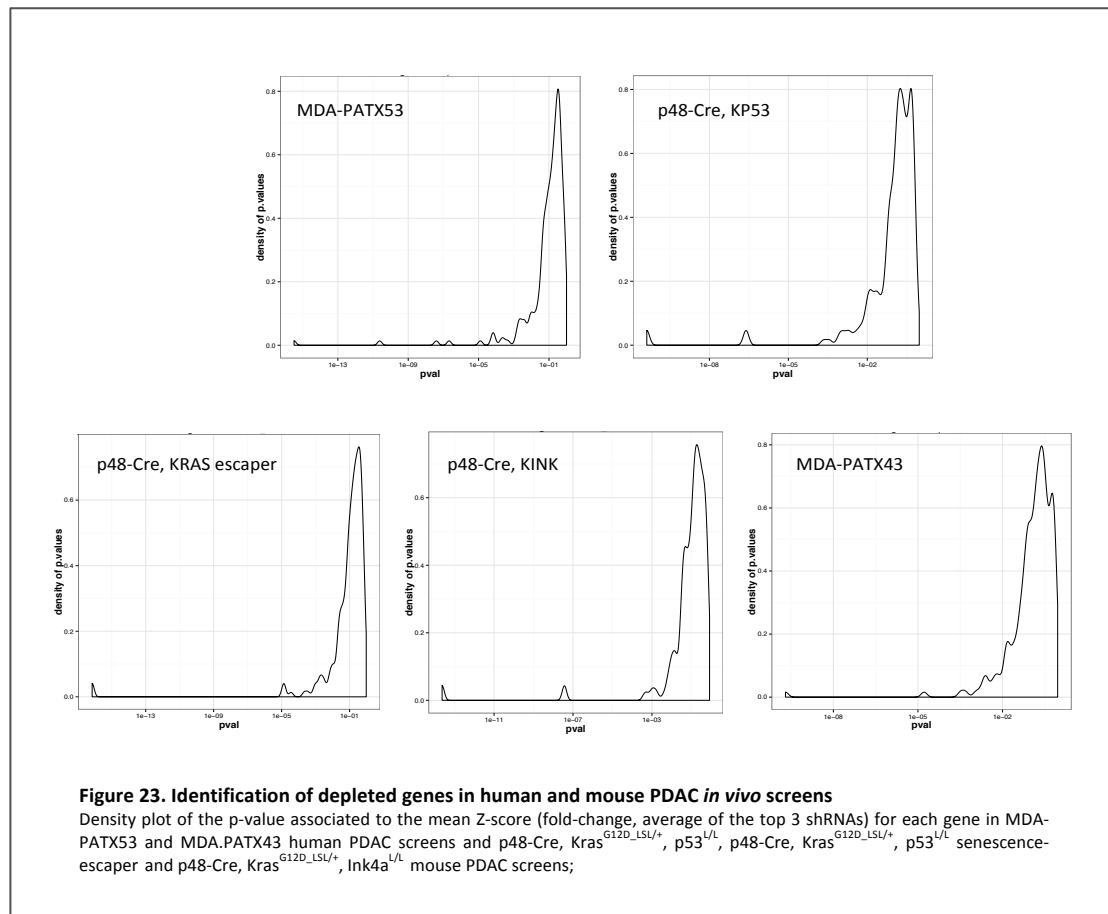 MDA-PATX53
density of p.values
0.8
0.6
0.4
0.2
0.0
1e−13
1e−09
1e−05
1e−01
pval
p48-Cre, KP53
density of p.values
0.8
0.6
0.4
0.2
0.0
1e−08
1e−05
1e−02
pval
p48-Cre, KRAS escaper
density of p.values
0.6
0.4
0.2
0.0
1e−13
1e−09
1e−05
1e−01
pval
p48-Cre, KINK
density of p.values
0.6
0.4
0.2
0.0
1e−11
1e−07
1e−03
pval
MDA-PATX43
density of p.values
0.8
0.6
0.4
0.2
0.0
1e−08
1e−05
1e−02
pval
Figure 23. Identification of depleted genes in human and mouse PDAC in vivo screens
Density plot of the p-value associated to the mean Z-score (fold-change, average of the top 3 shRNAs) for each gene in MDA-
PATX53 and MDA.PATX43 human PDAC screens and p48-Cre, Kras^G12D_LSL/+, p53^L/L, p48-Cre, Kras^G12D_LSL/+, p53^L/L senescence-
escaper and p48-Cre, Kras^G12D_LSL/+, Ink4a^L/L mouse PDAC screens;